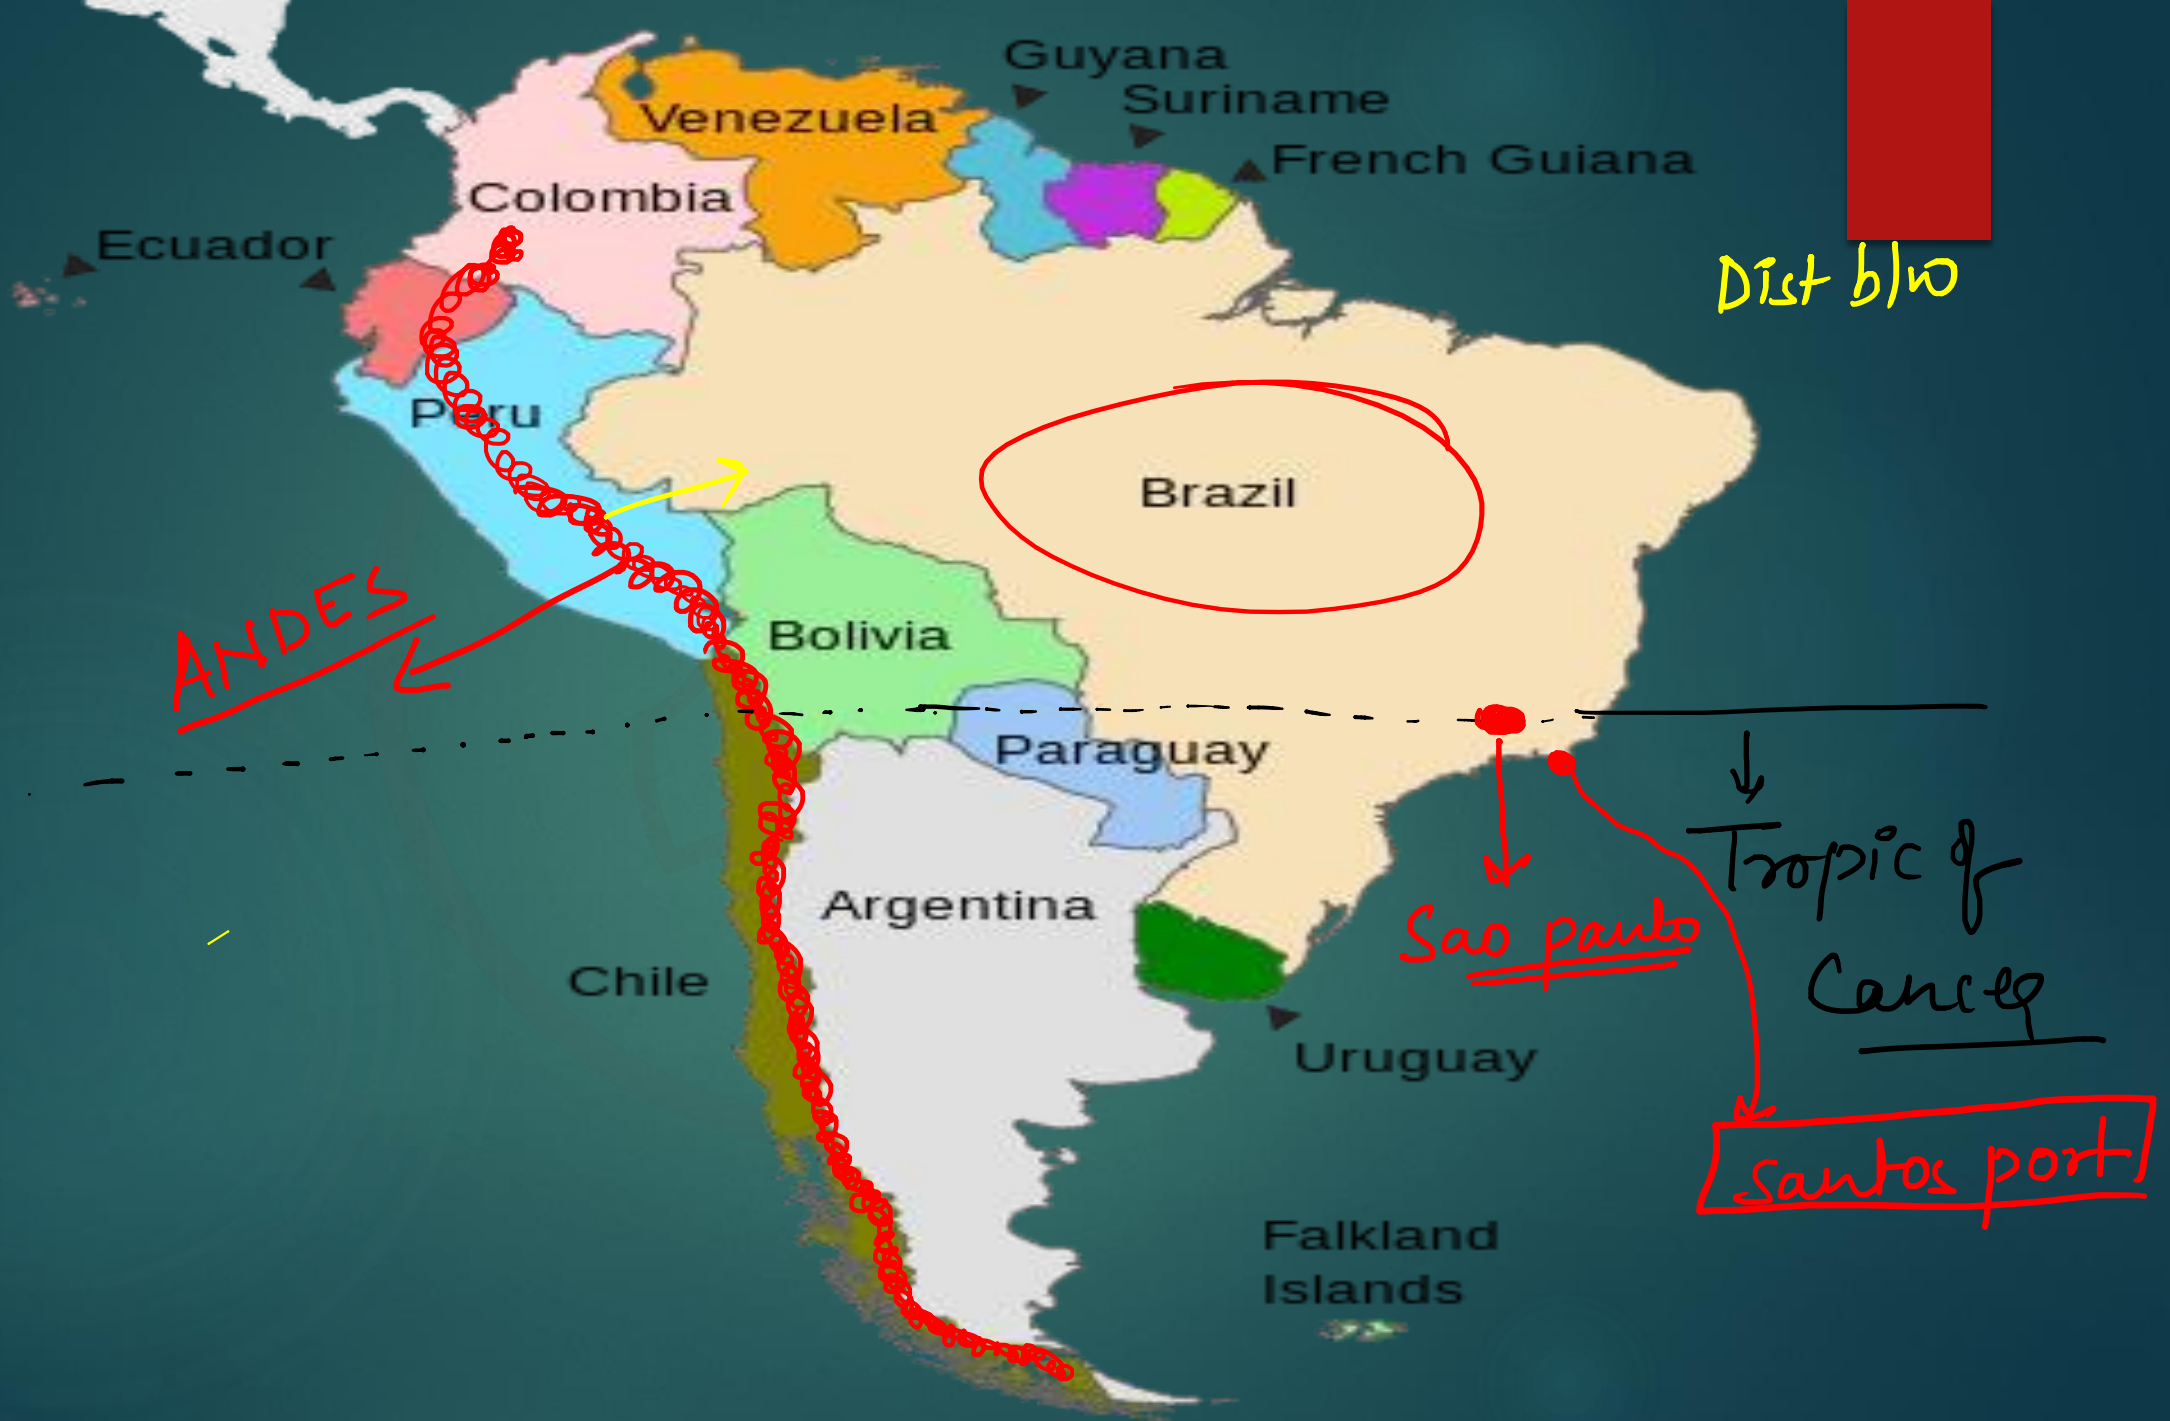 Guyana
Suriname
Venezuela
French Guiana
Colombia
Ecuador
Dist b/w
Peru
Brazil
ANDES
Bolivia
Paraguay
Tropic of
Cancer
Argentina
Sao paulo
Chile
Uruguay
santos port
Falkland
Islands